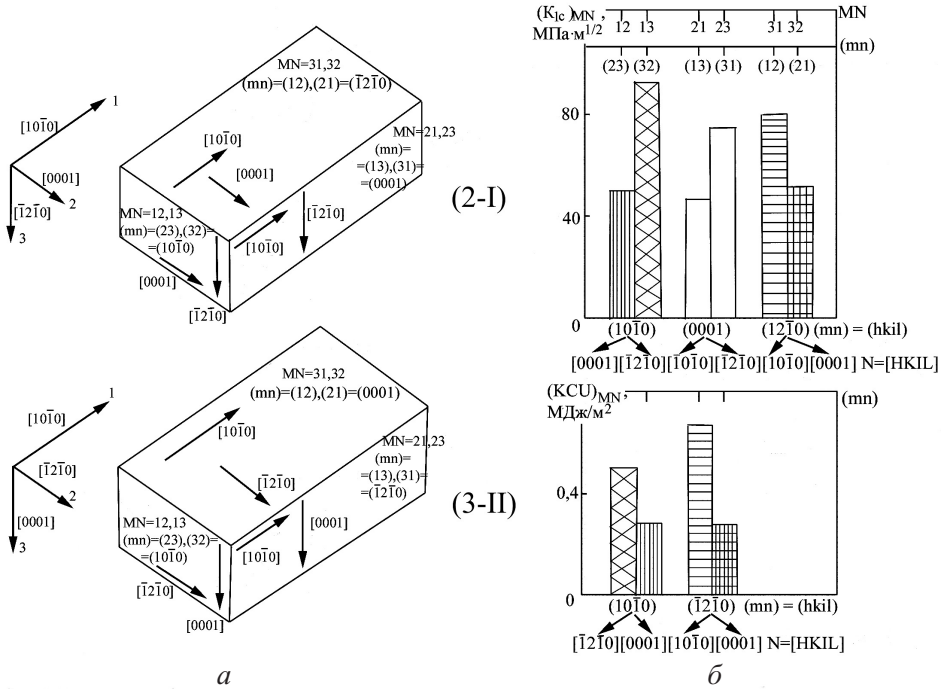 1
[101̅0]
[0001]
2
[1̅21̅0]
3
MN=31,32
(mn)=(12),(21)=(1̅21̅0)
[101̅0]
[0001]
MN=21,23
(mn)=
=(13),(31)=
=(0001)
[1̅21̅0]
[101̅0]
MN=12,13
(mn)=(23),(32)=
=(101̅0)
[0001]
[1̅21̅0]
(2-I)
1
[101̅0]
[1̅21̅0]
2
[0001]
3
MN=31,32
(mn)=(12),(21)=(0001)
[101̅0]
[1̅21̅0]
MN=21,23
(mn)=
=(13),(31)=
=(1̅21̅0)
[0001]
[101̅0]
MN=12,13
(mn)=(23),(32)=
=(101̅0)
[1̅21̅0]
[0001]
(3-II)
а
(KIc)MN,
МПа·м1/2
MN
12 13 21 23 31 32
(mn)
(23) (32) (13) (31) (12) (21)
80
40
0
(101̅0) (0001) (121̅0) (mn) = (hkil)
[0001][1̅21̅0][1̅01̅0][1̅21̅0][101̅0][0001] N=[HKIL]
(KCU)MN,
МДж/м2
(mn)
0,4
0
(101̅0) (1̅21̅0) (mn) = (hkil)
[1̅21̅0][0001][101̅0][0001] N=[HKIL]
б